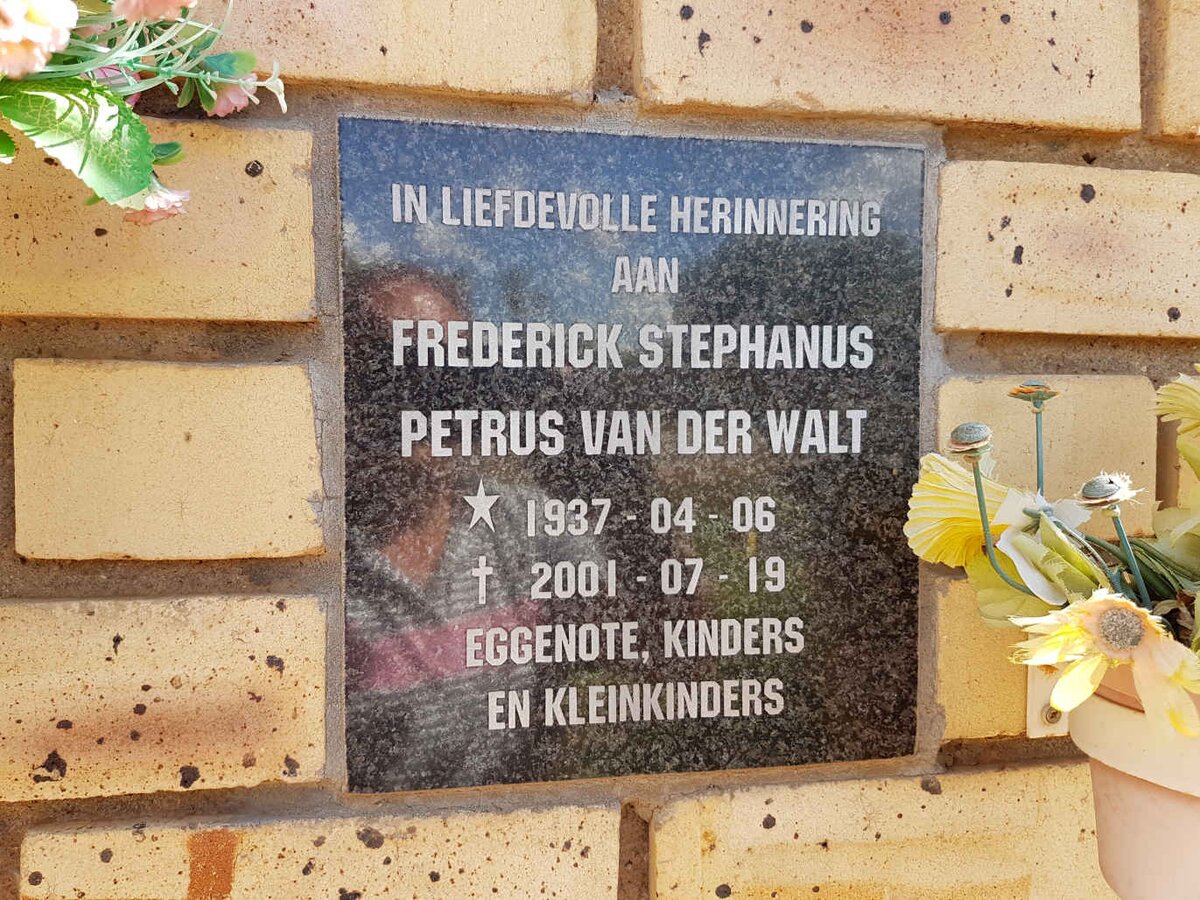 IN LIEFDEVOLLE HERINNERING
AAN
FREDERICK STEPHANUS
PETRUS VAN DER WALT
★ 1937 - 04 - 06
✝ 2001 - 07 - 19
EGGENOTE, KINDERS
EN KLEINKINDERS